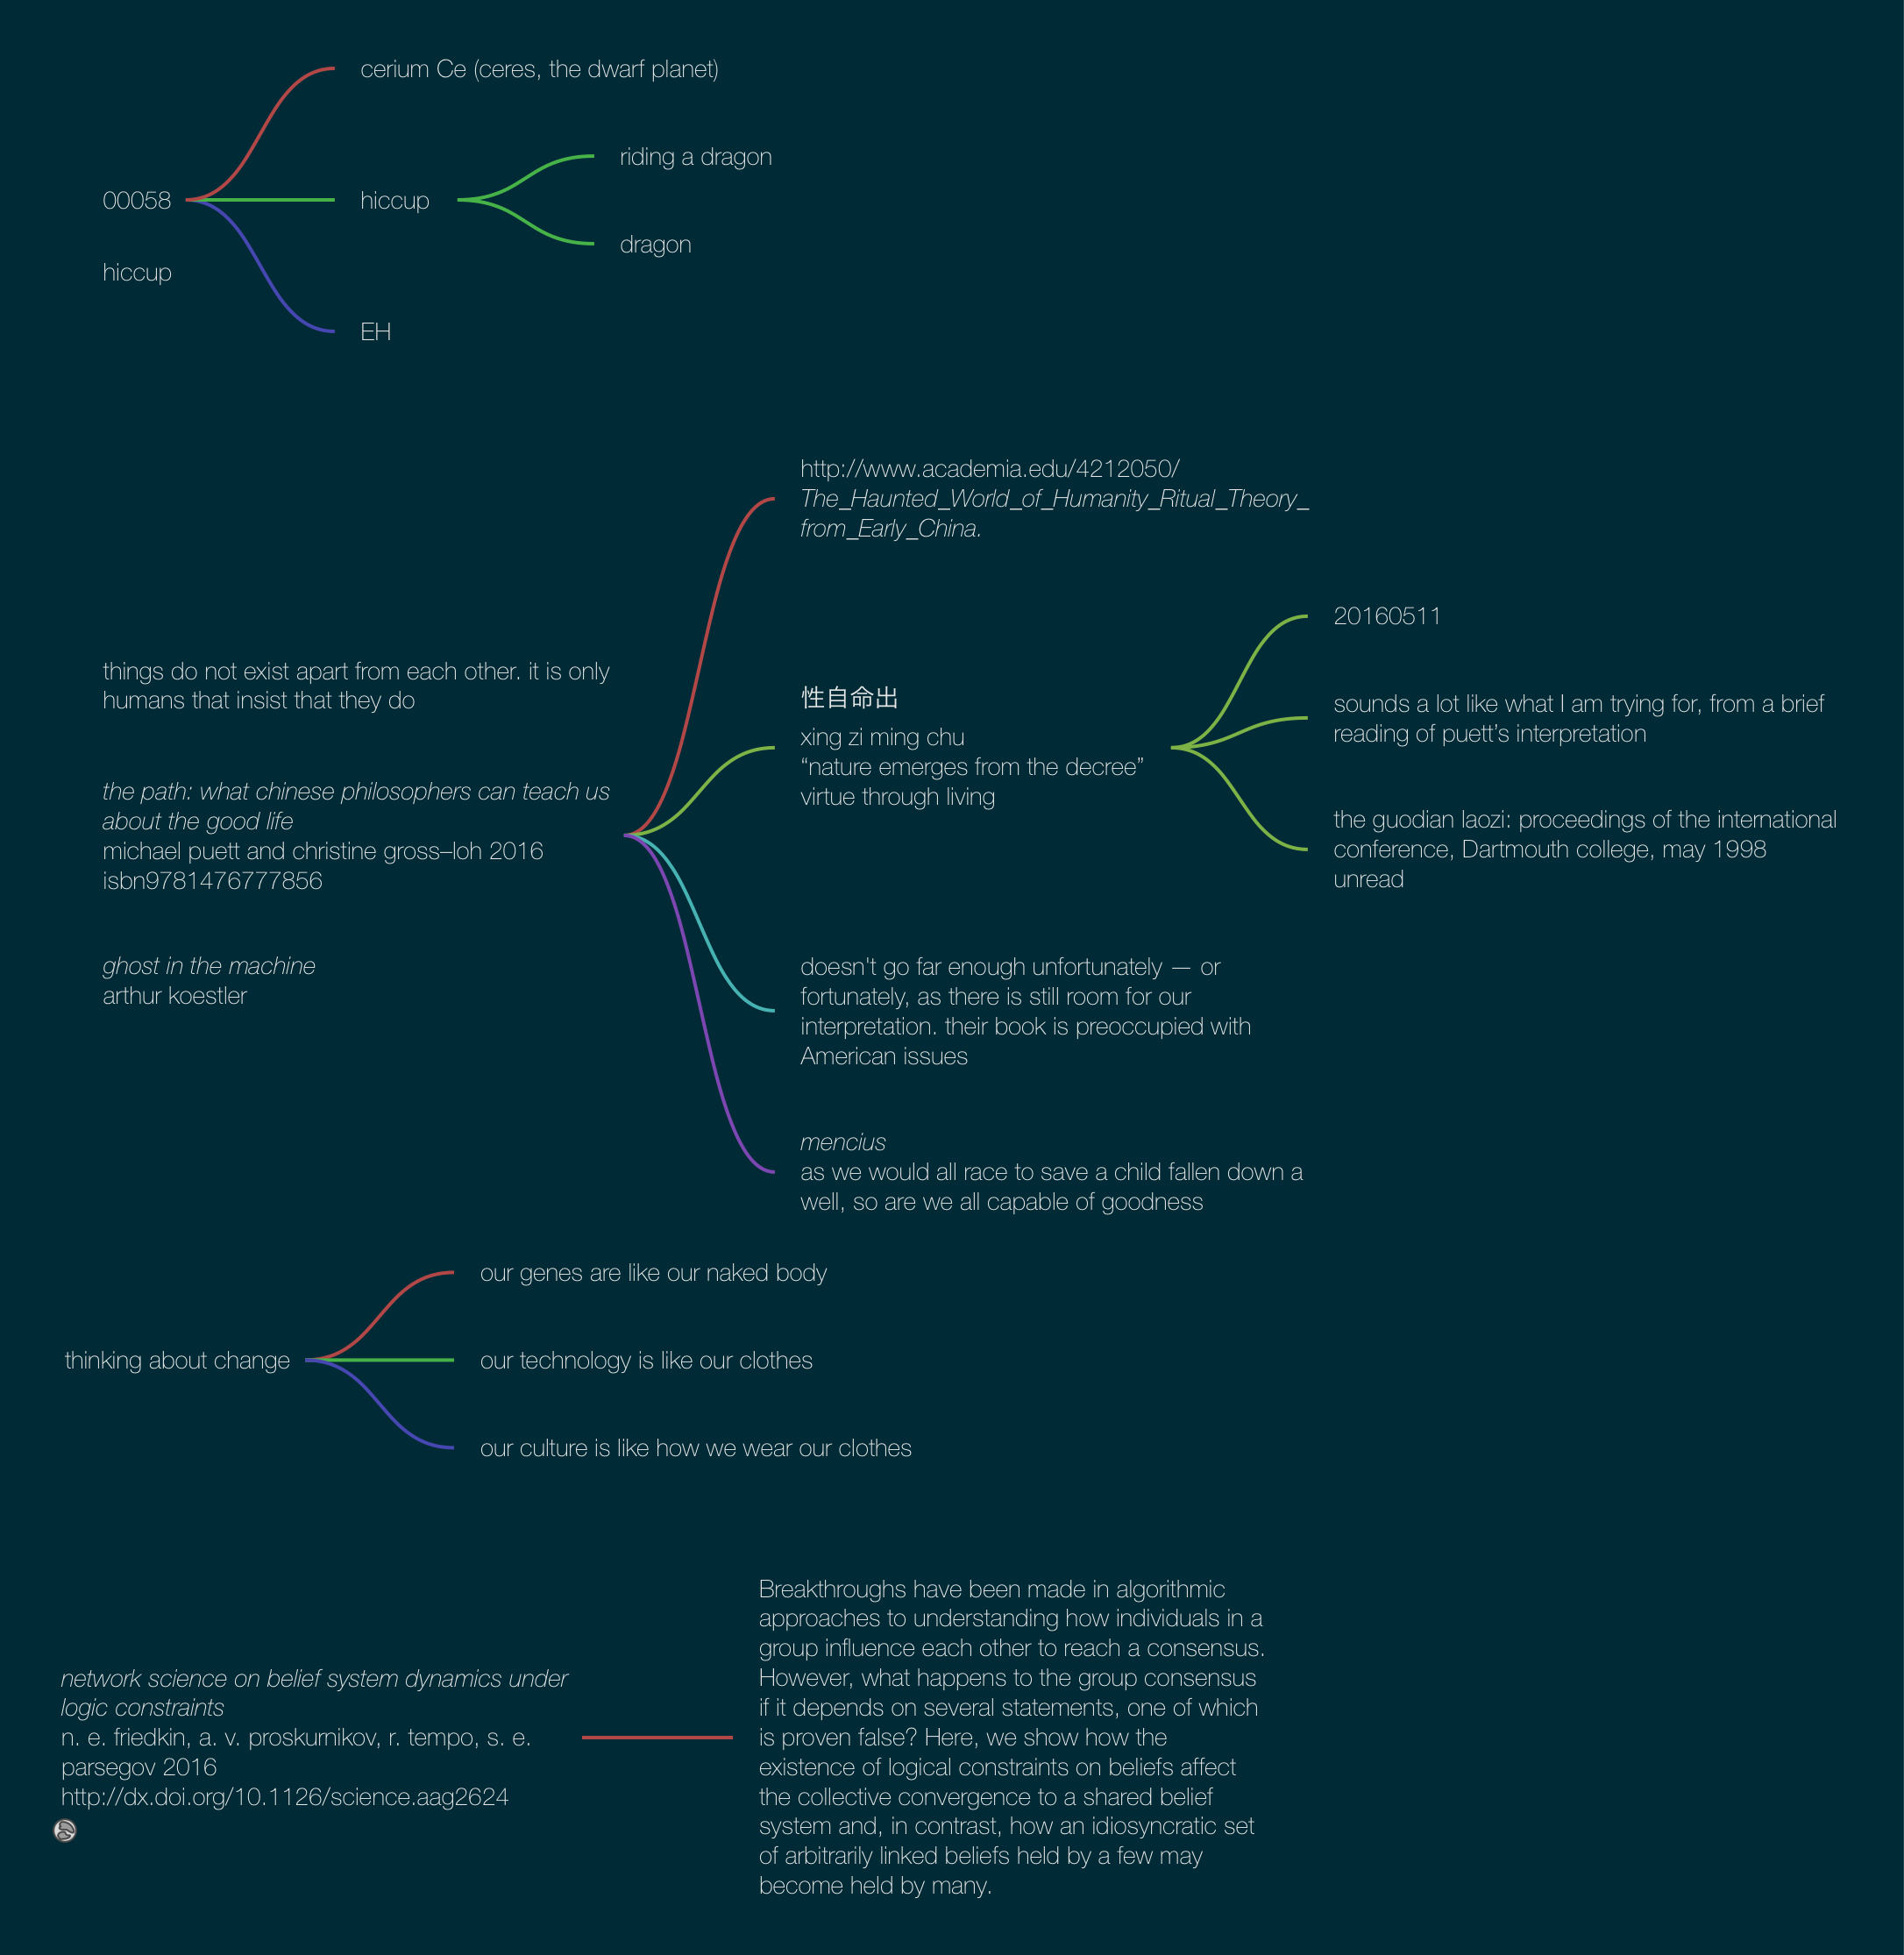 cerium Ce (ceres, the dwarf planet)
riding a dragon
00058
hiccup
dragon
hiccup
EH
http://www.academia.edu/4212050/
The_Haunted_World_of_Humanity_Ritual_Theory_
from_Early_China.
things do not exist apart from each other. it is only
humans that insist that they do
the path: what chinese philosophers can teach us
about the good life
michael puett and christine gross–loh 2016
isbn9781476777856
ghost in the machine
arthur koestler
性自命出
xing zi ming chu
“nature emerges from the decree”
virtue through living
20160511
sounds a lot like what I am trying for, from a brief
reading of puett’s interpretation
the guodian laozi: proceedings of the international
conference, Dartmouth college, may 1998
unread
doesn't go far enough unfortunately — or
fortunately, as there is still room for our
interpretation. their book is preoccupied with
American issues
mencius
as we would all race to save a child fallen down a
well, so are we all capable of goodness
thinking about change
our genes are like our naked body
our technology is like our clothes
our culture is like how we wear our clothes
network science on belief system dynamics under
logic constraints
n. e. friedkin, a. v. proskurnikov, r. tempo, s. e.
parsegov 2016
http://dx.doi.org/10.1126/science.aag2624
Breakthroughs have been made in algorithmic
approaches to understanding how individuals in a
group influence each other to reach a consensus.
However, what happens to the group consensus
if it depends on several statements, one of which
is proven false? Here, we show how the
existence of logical constraints on beliefs affect
the collective convergence to a shared belief
system and, in contrast, how an idiosyncratic set
of arbitrarily linked beliefs held by a few may
become held by many.